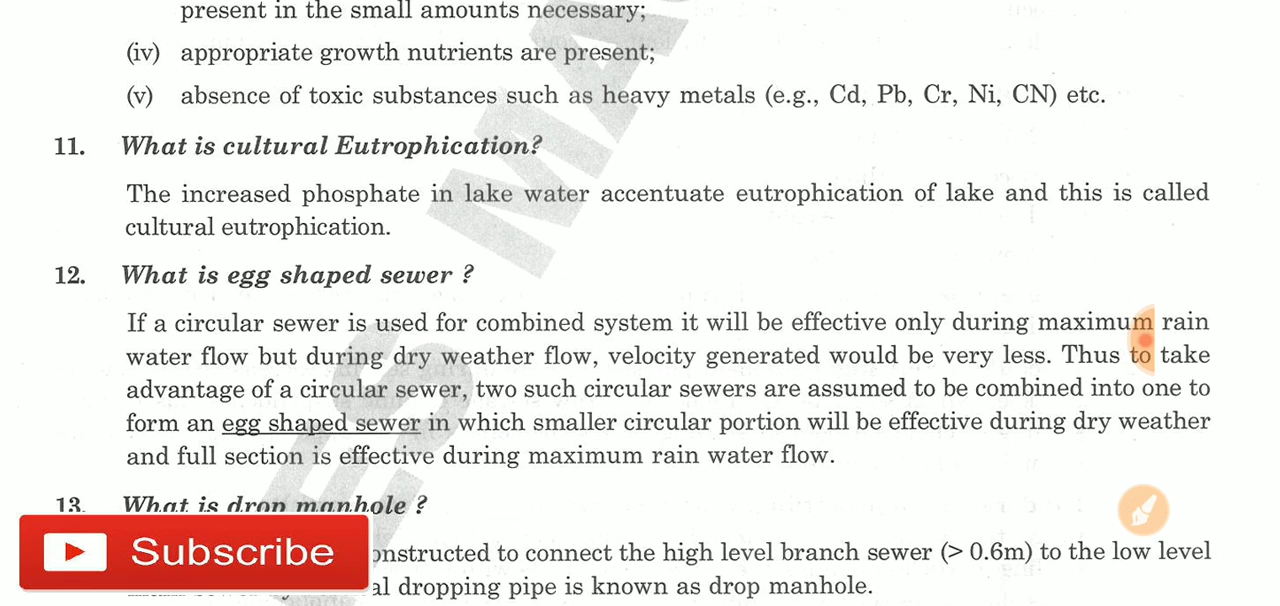 present in the small amounts necessary;
(iv) appropriate growth nutrients are present;
(v) absence of toxic substances such as heavy metals (e.g., Cd, Pb, Cr, Ni, CN) etc.
11. What is cultural Eutrophication?
The increased phosphate in lake water accentuate eutrophication of lake and this is called
cultural eutrophication.
12. What is egg shaped sewer ?
If a circular sewer is used for combined system it will be effective only during maximum rain
water flow but during dry weather flow, velocity generated would be very less. Thus to take
advantage of a circular sewer, two such circular sewers are assumed to be combined into one to
form an egg shaped sewer in which smaller circular portion will be effective during dry weather
and full section is effective during maximum rain water flow.
13. What is drop manhole ?
onstructed to connect the high level branch sewer (> 0.6m) to the low level
al dropping pipe is known as drop manhole.
Subscribe